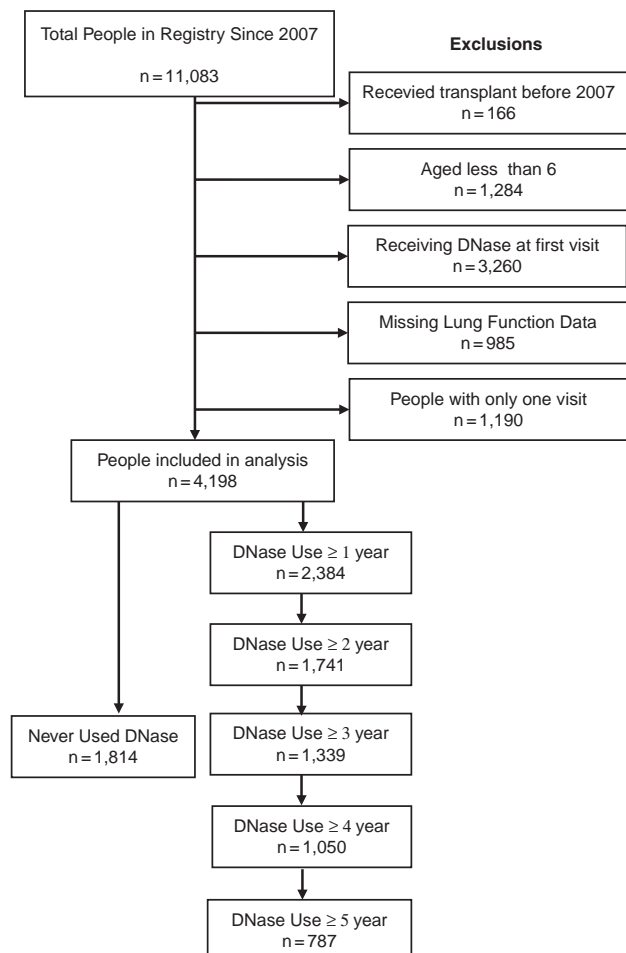 Total People in Registry Since 2007
n=11,083
Exclusions
Recevied transplant before 2007
n=166
Aged less than 6
n=1,284
Receiving DNase at first visit
n=3,260
Missing Lung Function Data
n=985
People with only one visit
n=1,190
People included in analysis
n=4,198
DNase Use ≥ 1 year
n=2,384
DNase Use ≥ 2 year
n=1,741
Never Used DNase
n=1,814
DNase Use ≥ 3 year
n=1,339
DNase Use ≥ 4 year
n=1,050
DNase Use ≥ 5 year
n=787